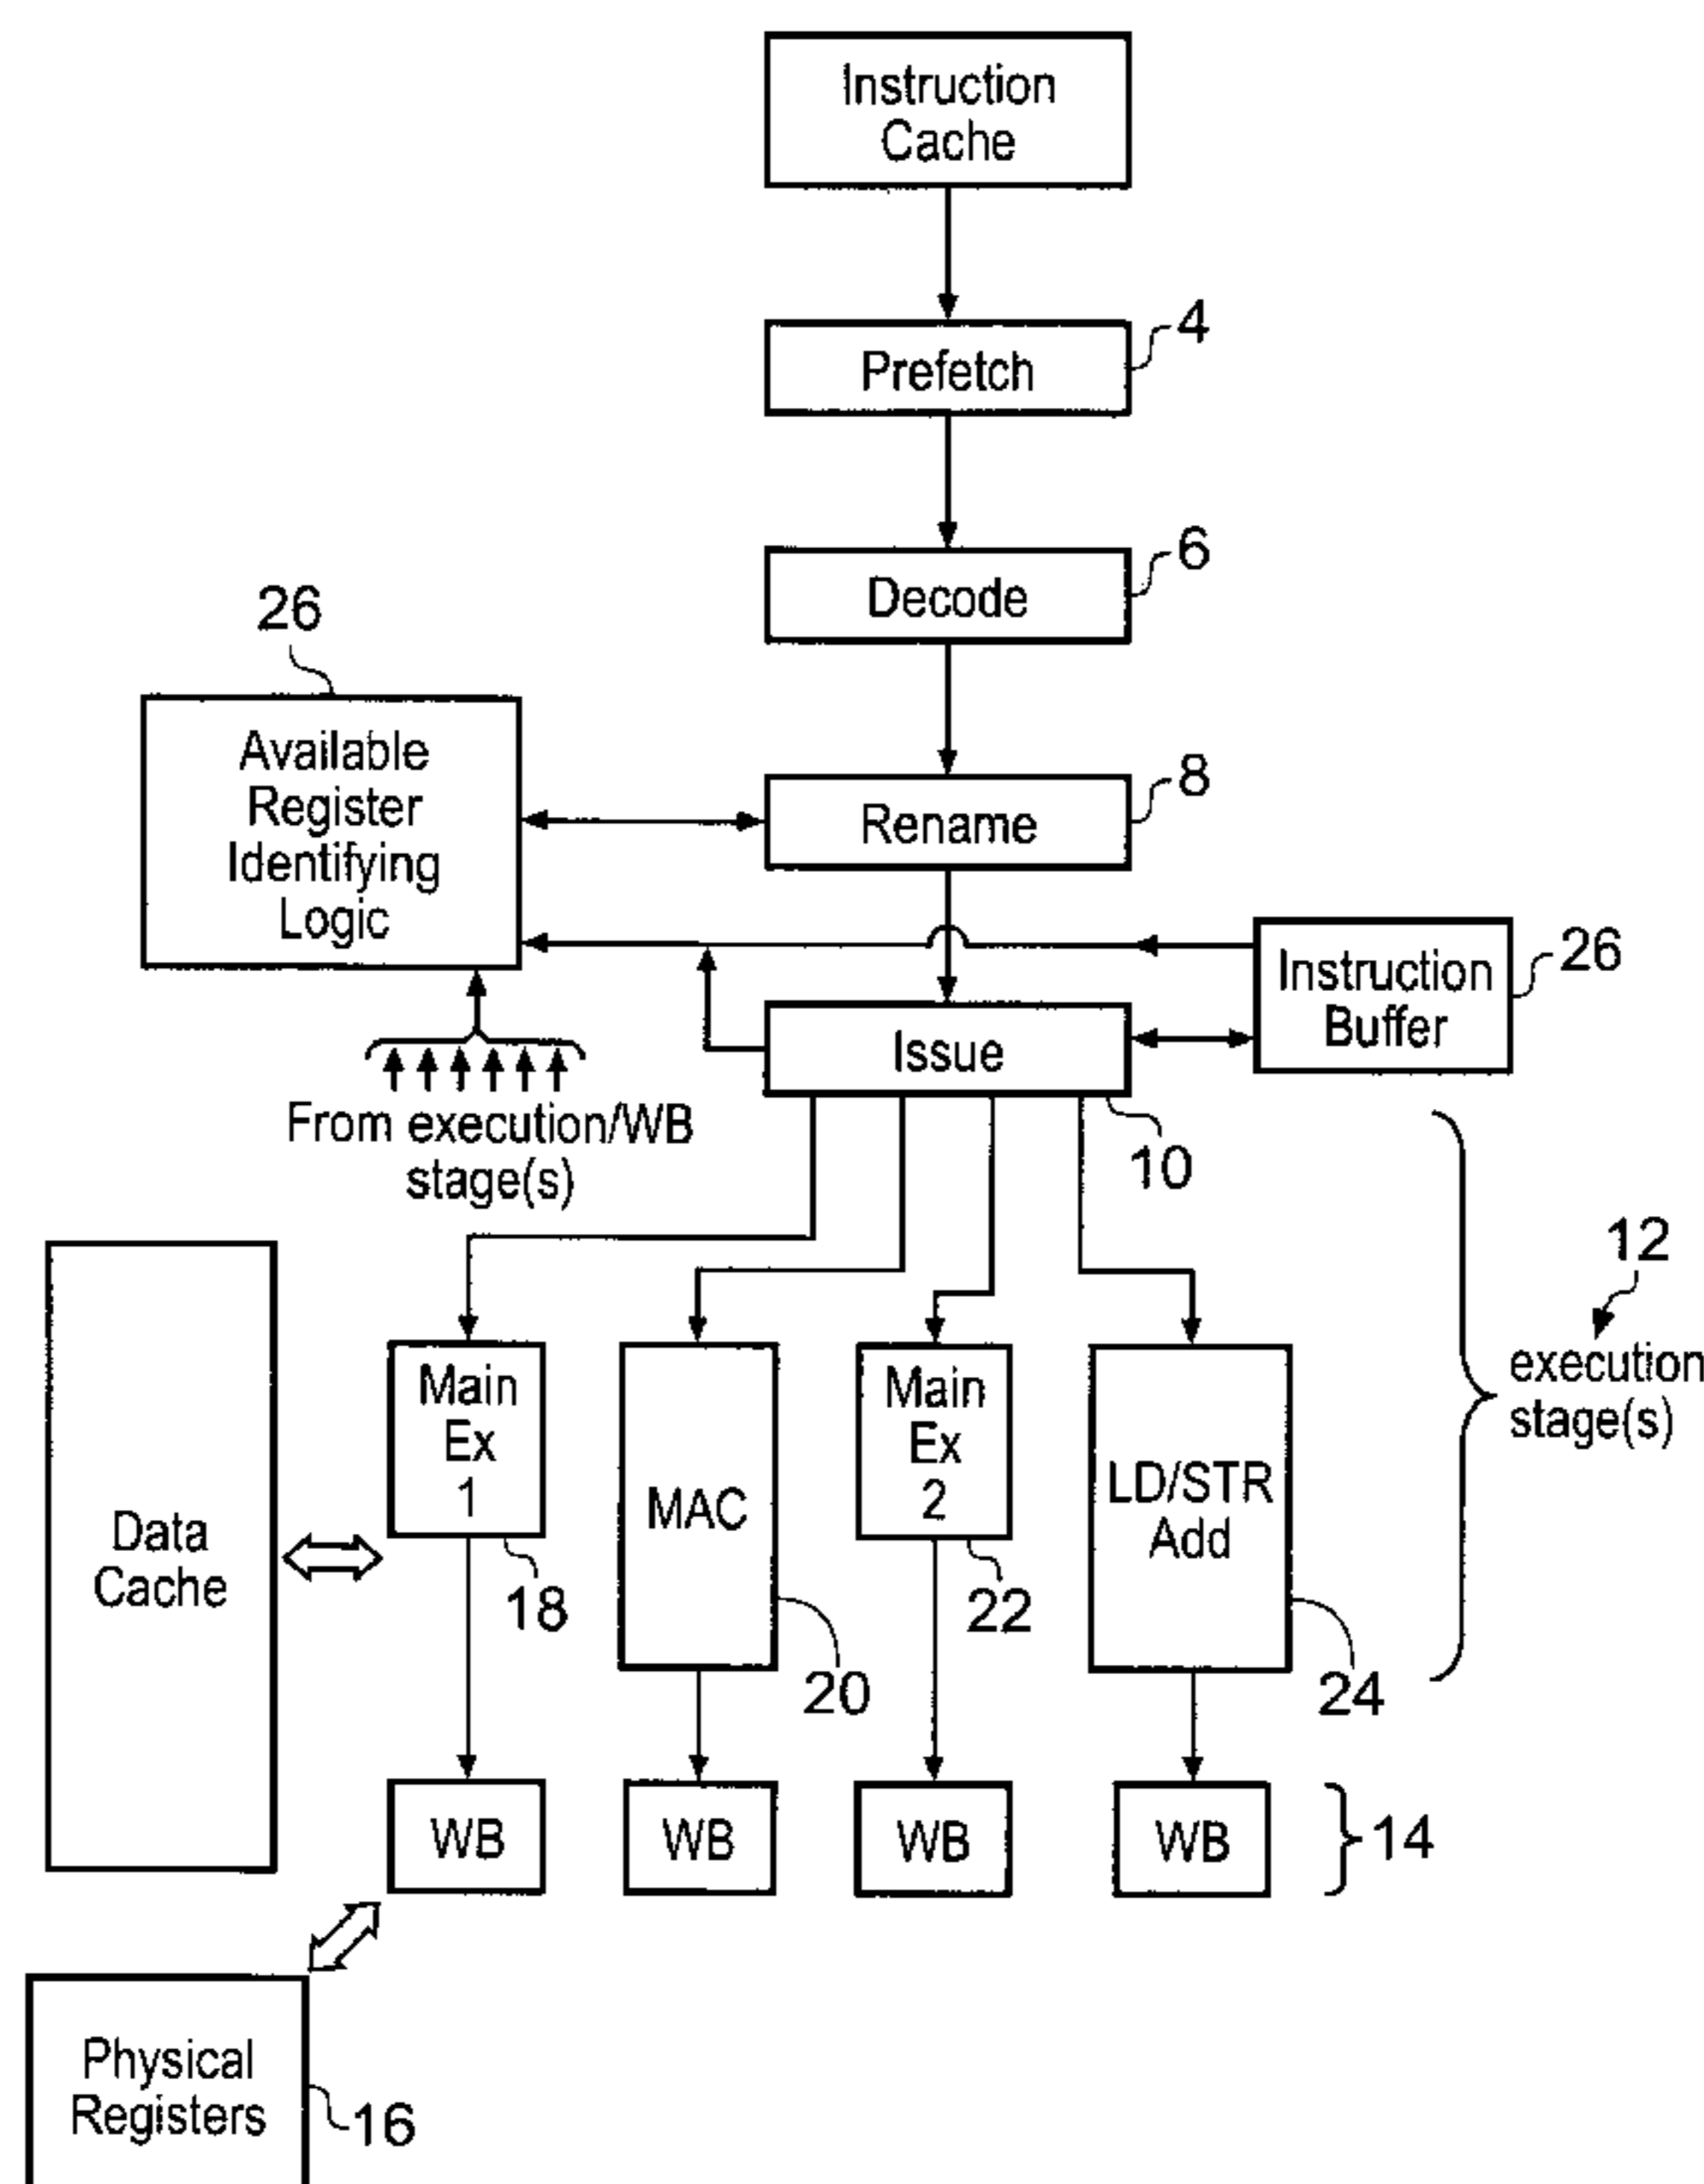 Instruction
Cache
4
Prefetch
6
Decode
26
Available
Register
Identifying
Logic
8
Rename
26
Instruction
Buffer
Issue
10
From execution/WB
stage(s)
12
execution
stage(s)
Data
Cache
Main
Ex
1
18
MAC
20
Main
Ex
2
22
LD/STR
Add
24
WB
WB
WB
WB
14
Physical
Registers
16